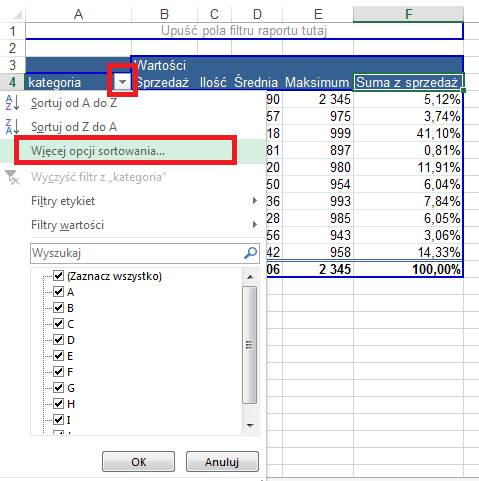 A B C D E F
1 Upuść pola filtru raportu tutaj
2
3 Wartości
4 kategoria Sprzedaż Ilość Średnia Maksimum Suma z sprzedaż
Sortuj od A do Z
Sortuj od Z do A
Więcej opcji sortowania...
Wyczyść filtr z „kategoria”
Filtry etykiet
Filtry wartości
Wyszukaj
(Zaznacz wszystko)
A
B
C
D
E
F
G
H
I
OK Anuluj
90 2 345 5,12%
57 975 3,74%
18 999 41,10%
81 897 0,81%
20 980 11,91%
50 954 6,04%
36 993 7,84%
28 985 6,05%
56 943 3,06%
42 958 14,33%
06 2 345 100,00%